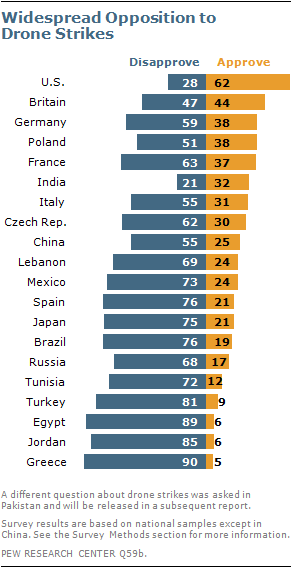 Widespread Opposition to
Drone Strikes
Disapprove Approve
U.S. 28 62
Britain 47 44
Germany 59 38
Poland 51 38
France 63 37
India 21 32
Italy 55 31
Czech Rep. 62 30
China 55 25
Lebanon 69 24
Mexico 73 24
Spain 76 21
Japan 75 21
Brazil 76 19
Russia 68 17
Tunisia 72 12
Turkey 81 9
Egypt 89 6
Jordan 85 6
Greece 90 5
A different question about drone strikes was asked in
Pakistan and will be released in a subsequent report.
Survey results are based on national samples except in
China. See the Survey Methods section for more information.
PEW RESEARCH CENTER Q59b.